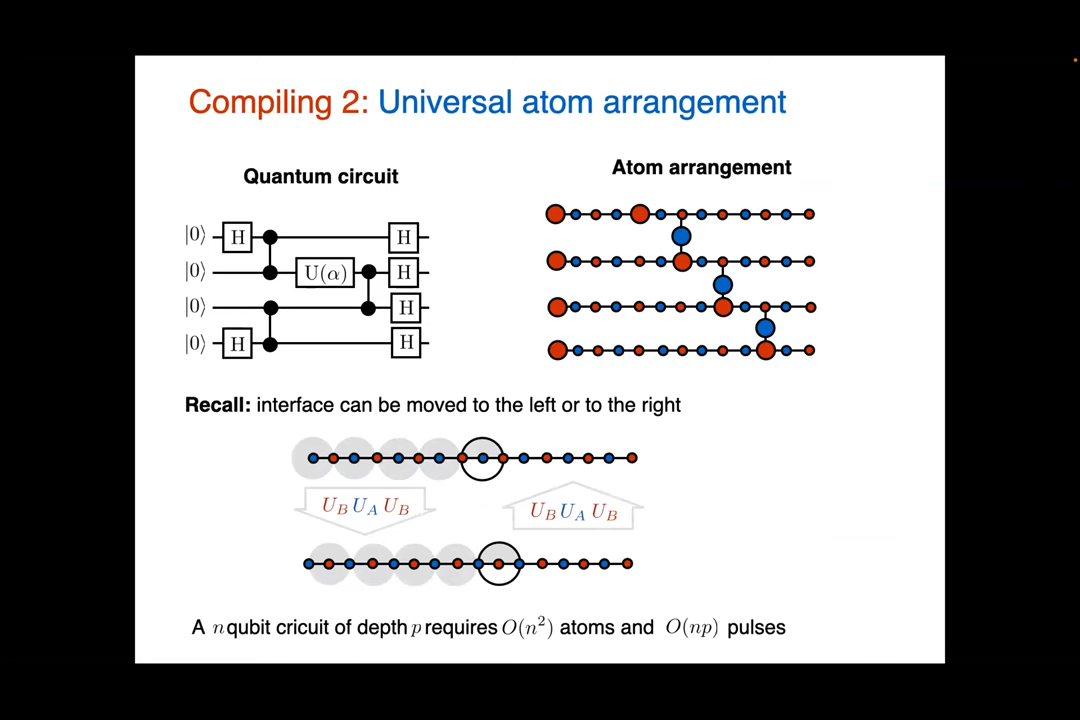 Compiling 2: Universal atom arrangement
Quantum circuit
Atom arrangement
|0⟩ H H
|0⟩ U(α) H
|0⟩ H
|0⟩ H H
Recall: interface can be moved to the left or to the right
U_B U_A U_B
U_B U_A U_B
A n qubit cricuit of depth p requires O(n²) atoms and O(np) pulses